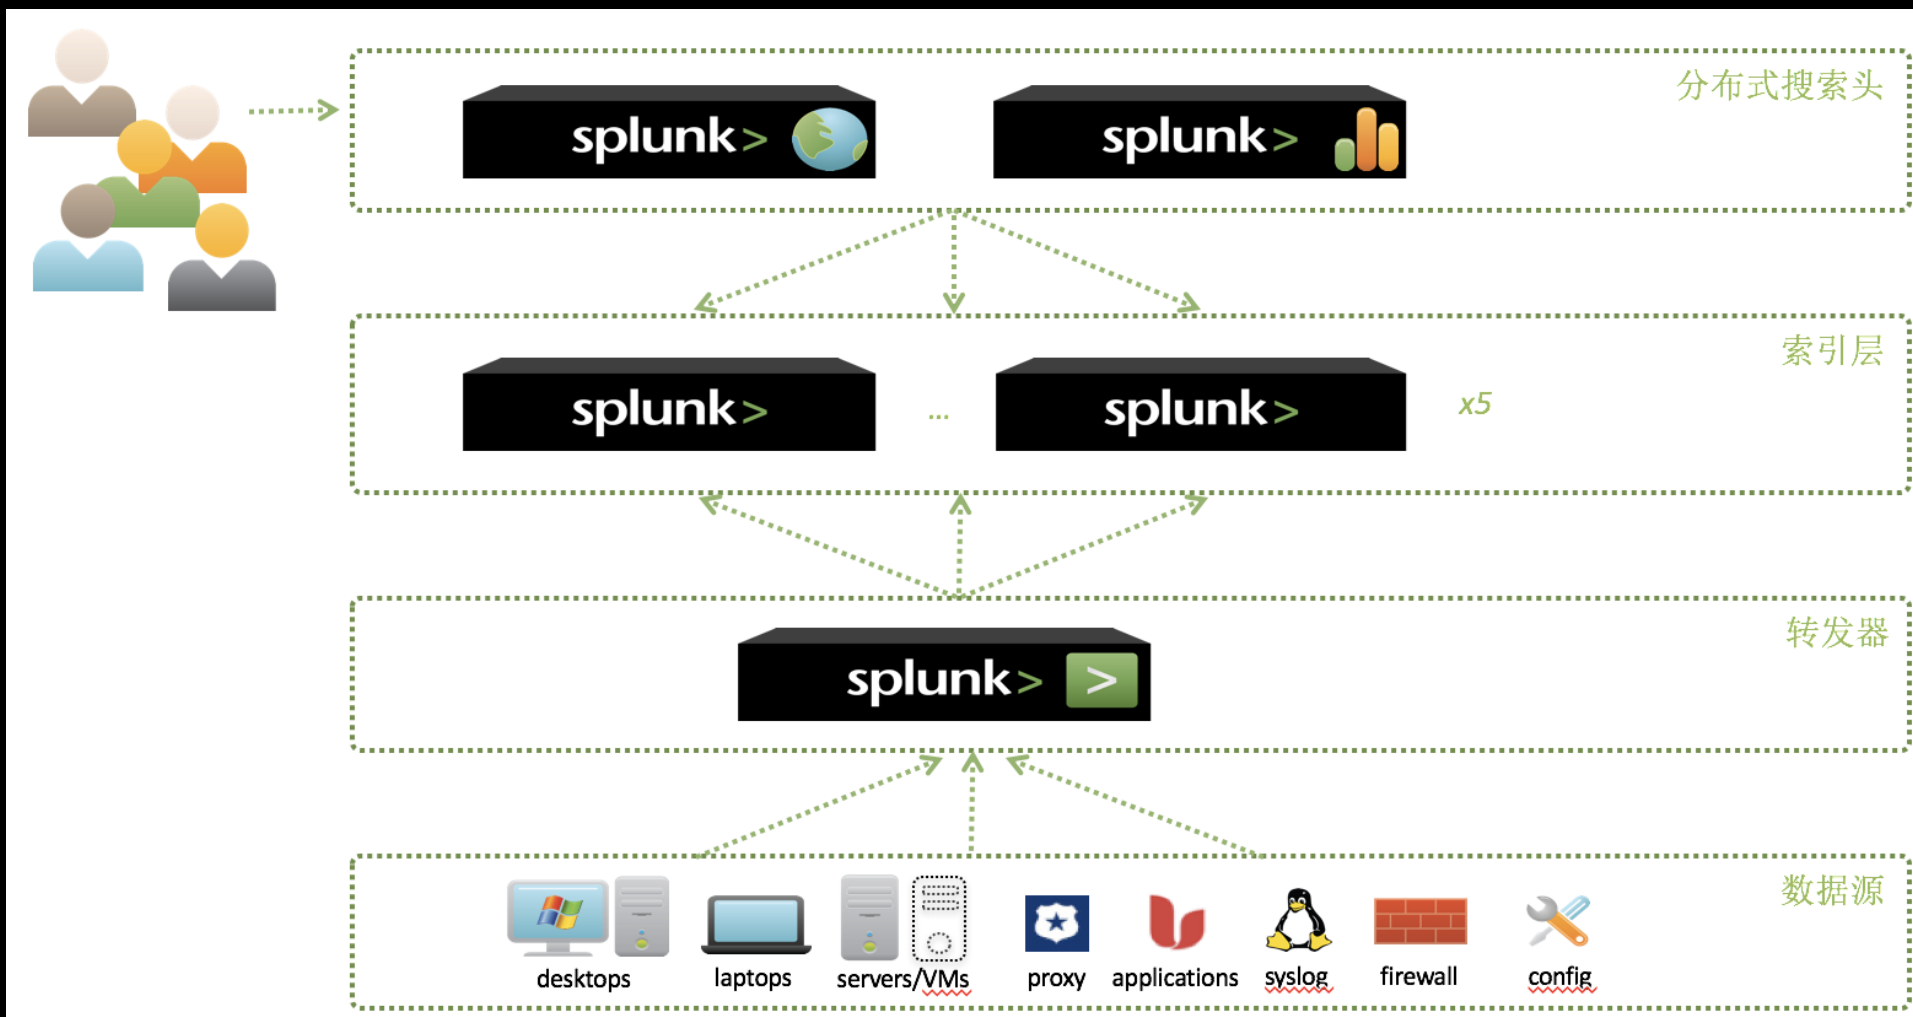 分布式搜索头
splunk>
splunk>
索引层
splunk>
...
splunk>
x5
转发器
splunk> >
数据源
desktops
laptops
servers/VMs
proxy
applications
syslog
firewall
config